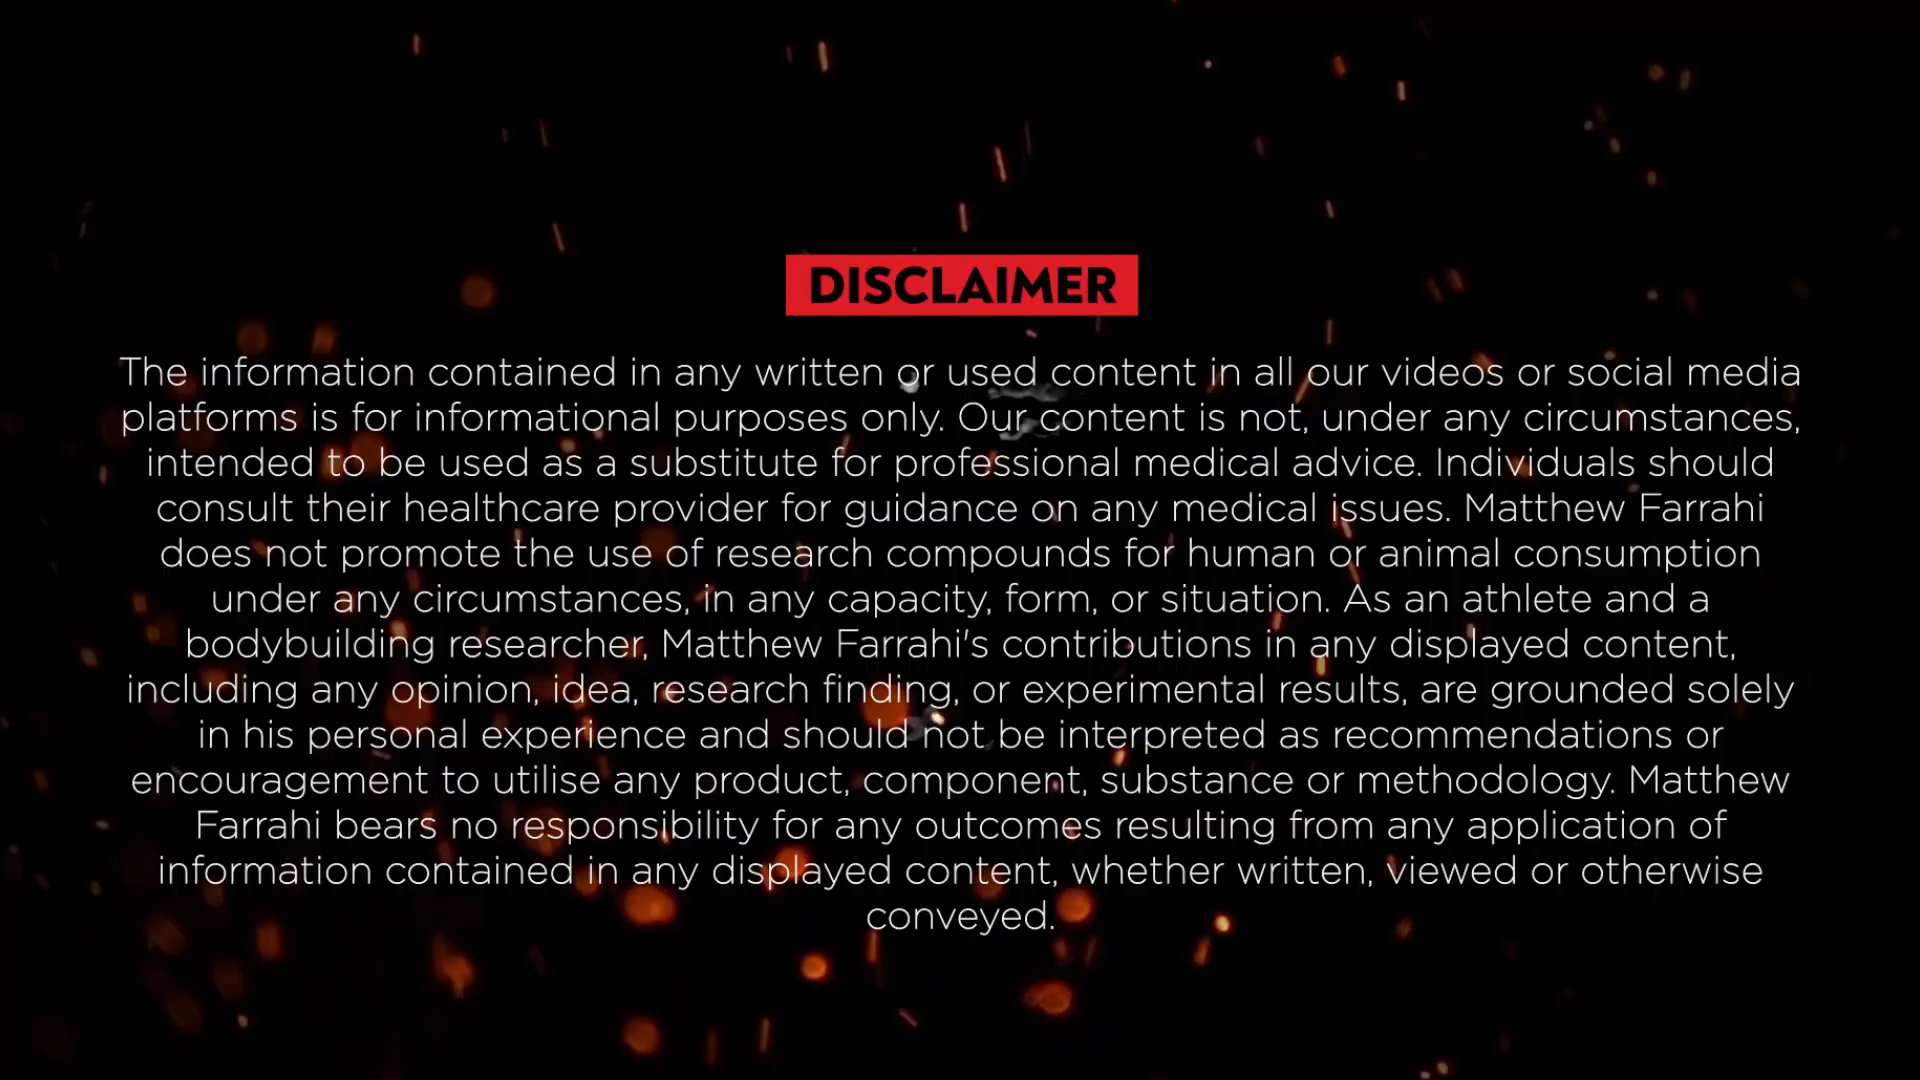 DISCLAIMER
The information contained in any written or used content in all our videos or social media
platforms is for informational purposes only. Our content is not, under any circumstances,
intended to be used as a substitute for professional medical advice. Individuals should
consult their healthcare provider for guidance on any medical issues. Matthew Farrahi
does not promote the use of research compounds for human or animal consumption
under any circumstances, in any capacity, form, or situation. As an athlete and a
bodybuilding researcher, Matthew Farrahi's contributions in any displayed content,
including any opinion, idea, research finding, or experimental results, are grounded solely
in his personal experience and should not be interpreted as recommendations or
encouragement to utilise any product, component, substance or methodology. Matthew
Farrahi bears no responsibility for any outcomes resulting from any application of
information contained in any displayed content, whether written, viewed or otherwise
conveyed.